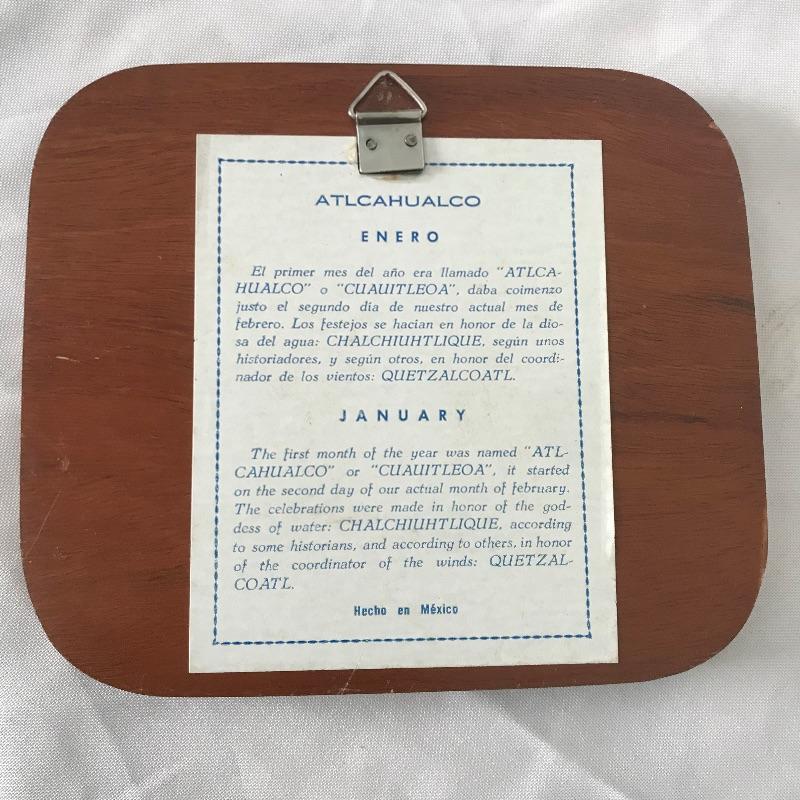 ATLCAHUALCO
ENERO
El primer mes del año era llamado "ATLCA-
HUALCO" o "CUAUITLEOA", daba coimenzo
justo el segundo día de nuestro actual mes de
febrero. Los festejos se hacian en honor de la dio-
sa del agua: CHALCHIUHTLIQUE, según unos
historiadores, y según otros, en honor del coordi-
nador de los vientos: QUETZALCOATL.
JANUARY
The first month of the year was named "ATL-
CAHUALCO" or "CUAUITLEOA", it started
on the second day of our actual month of february.
The celebrations were made in honor of the god-
dess of water: CHALCHIUHTLIQUE, according
to some historians, and according to others, in honor
of the coordinator of the winds: QUETZAL-
COATL.
Hecho en México